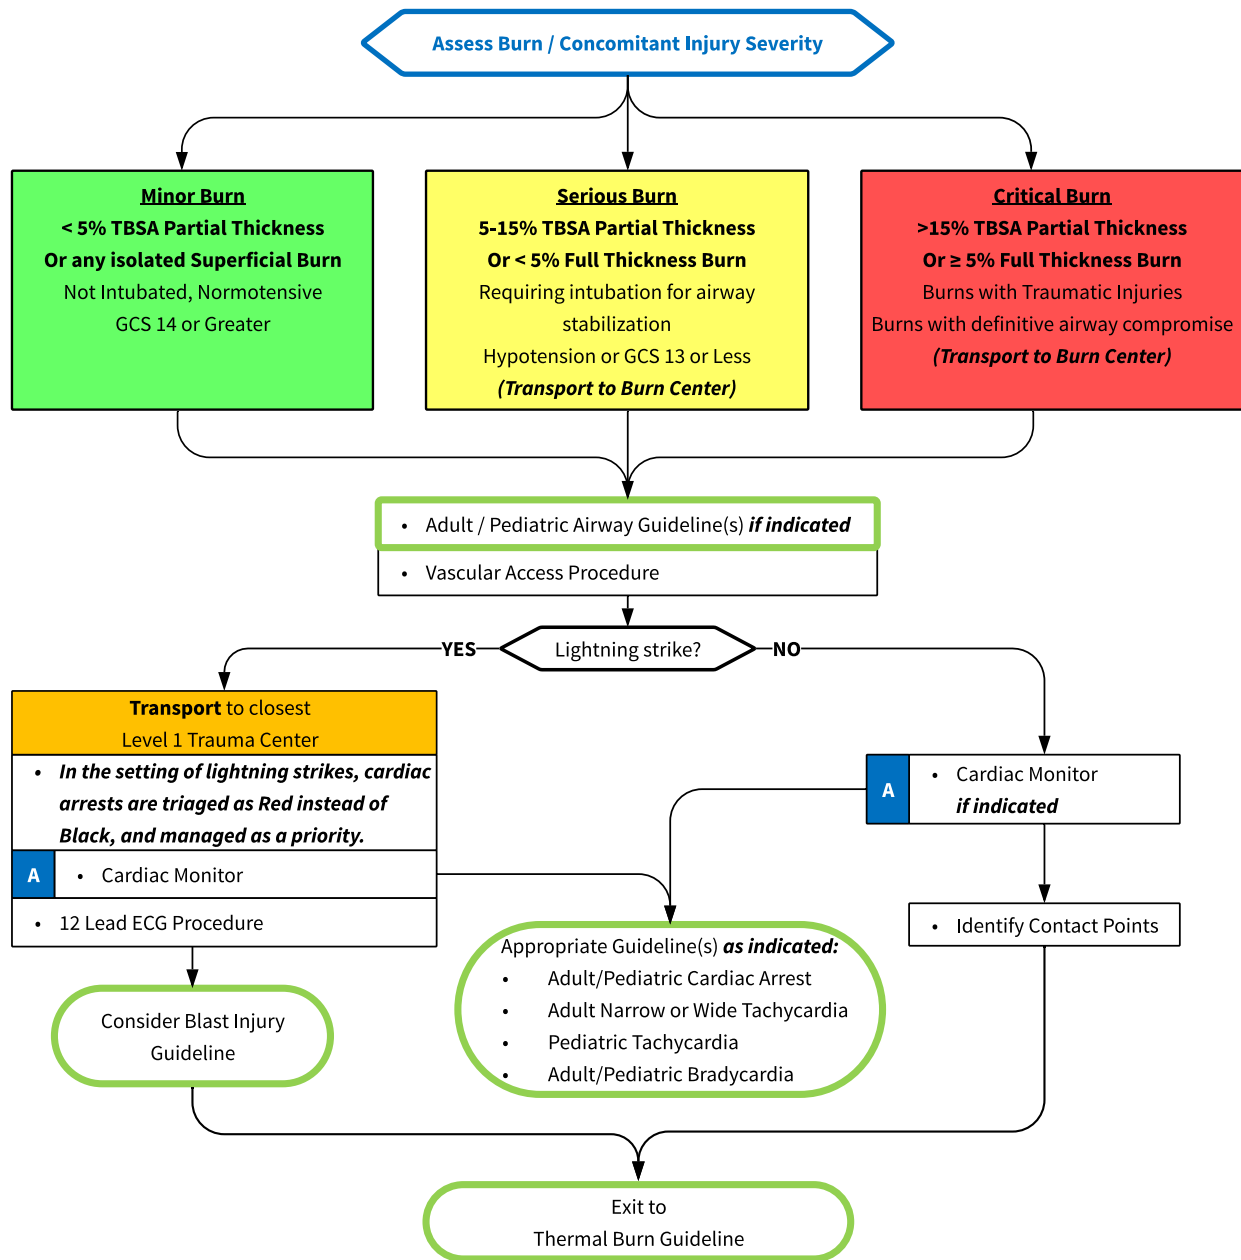 Assess Burn / Concomitant Injury Severity
Minor Burn
< 5% TBSA Partial Thickness
Or any isolated Superficial Burn
Not Intubated, Normotensive
GCS 14 or Greater
Serious Burn
5-15% TBSA Partial Thickness
Or < 5% Full Thickness Burn
Requiring intubation for airway
stabilization
Hypotension or GCS 13 or Less
(Transport to Burn Center)
Critical Burn
>15% TBSA Partial Thickness
Or ≥ 5% Full Thickness Burn
Burns with Traumatic Injuries
Burns with definitive airway compromise
(Transport to Burn Center)
• Adult / Pediatric Airway Guideline(s) if indicated
• Vascular Access Procedure
Lightning strike?
YES
NO
Transport to closest
Level 1 Trauma Center
• In the setting of lightning strikes, cardiac
arrests are triaged as Red instead of
Black, and managed as a priority.
A
• Cardiac Monitor
• 12 Lead ECG Procedure
Consider Blast Injury
Guideline
A
• Cardiac Monitor
if indicated
• Identify Contact Points
Appropriate Guideline(s) as indicated:
• Adult/Pediatric Cardiac Arrest
• Adult Narrow or Wide Tachycardia
• Pediatric Tachycardia
• Adult/Pediatric Bradycardia
Exit to
Thermal Burn Guideline